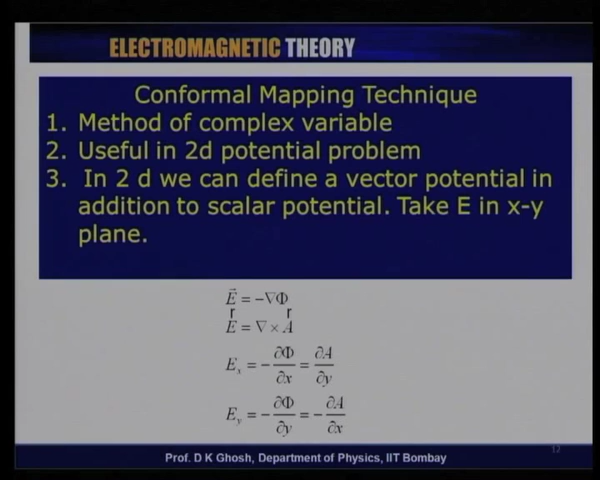 ELECTROMAGNETIC THEORY
Conformal Mapping Technique
1. Method of complex variable
2. Useful in 2d potential problem
3. In 2 d we can define a vector potential in
addition to scalar potential. Take E in x-y
plane.
E⃗ = −∇Φ
r r
E = ∇ × A
Eₓ = −∂Φ/∂x = ∂A/∂y
E_y = −∂Φ/∂y = −∂A/∂x
Prof. D K Ghosh, Department of Physics, IIT Bombay
12